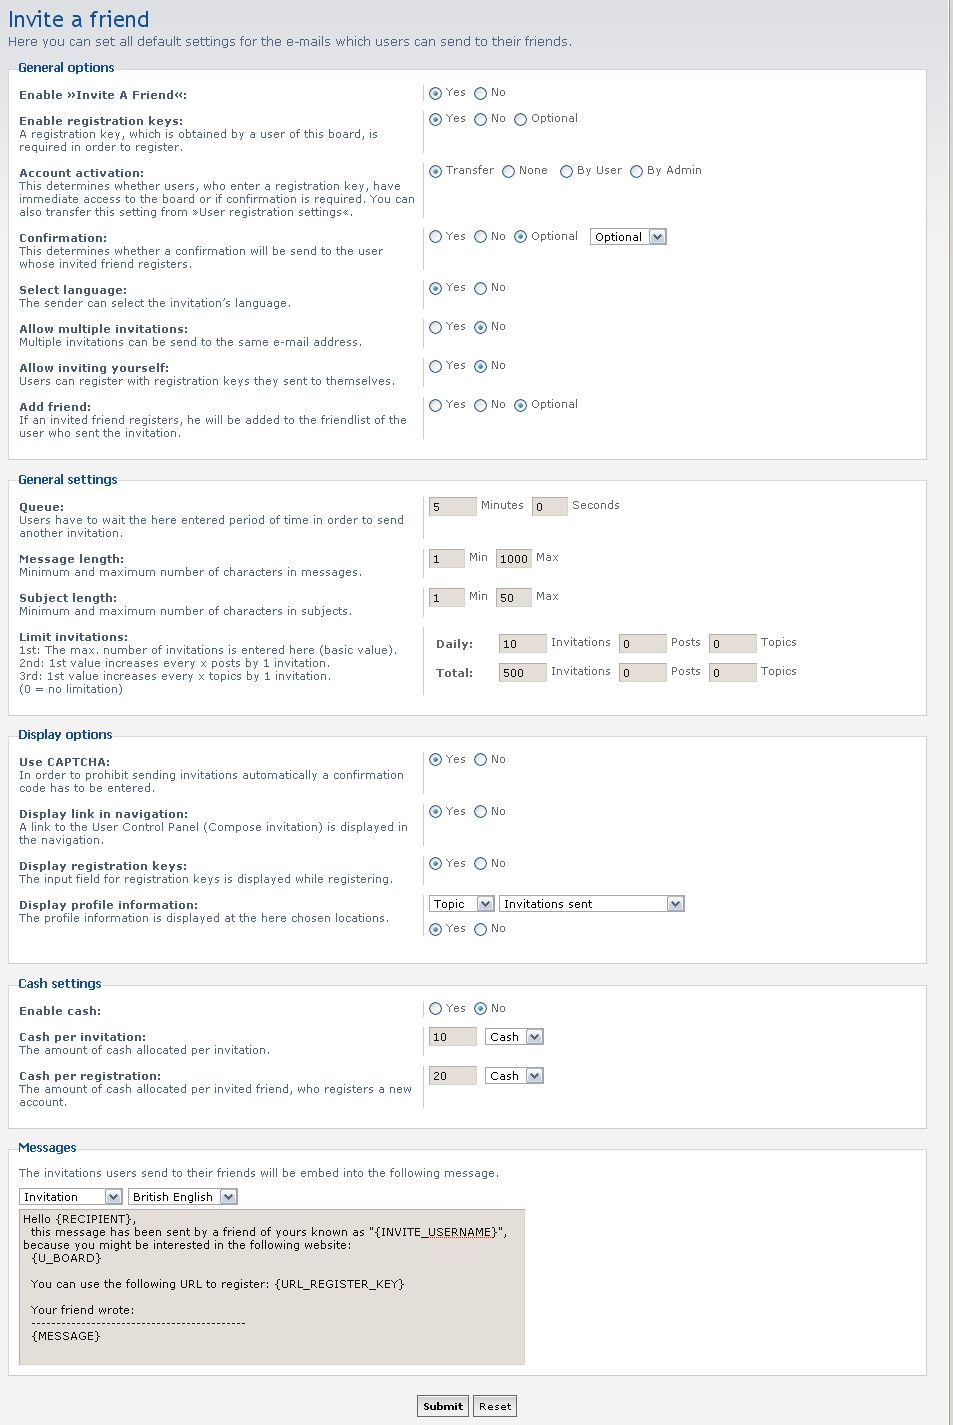 Invite a friend
Here you can set all default settings for the e-mails which users can send to their friends.
General options
Enable »Invite A Friend«:
Yes No
Enable registration keys:
A registration key, which is obtained by a user of this board, is
required in order to register.
Yes No Optional
Account activation:
This determines whether users, who enter a registration key, have
immediate access to the board or if confirmation is required. You can
also transfer this setting from »User registration settings«.
Transfer None By User By Admin
Confirmation:
This determines whether a confirmation will be send to the user
whose invited friend registers.
Yes No Optional Optional
Select language:
The sender can select the invitation's language.
Yes No
Allow multiple invitations:
Multiple invitations can be send to the same e-mail address.
Yes No
Allow inviting yourself:
Users can register with registration keys they sent to themselves.
Yes No
Add friend:
If an invited friend registers, he will be added to the friendlist of the
user who sent the invitation.
Yes No Optional
General settings
Queue:
Users have to wait the here entered period of time in order to send
another invitation.
5 Minutes 0 Seconds
Message length:
Minimum and maximum number of characters in messages.
1 Min 1000 Max
Subject length:
Minimum and maximum number of characters in subjects.
1 Min 50 Max
Limit invitations:
1st: The max. number of invitations is entered here (basic value).
2nd: 1st value increases every x posts by 1 invitation.
3rd: 1st value increases every x topics by 1 invitation.
(0 = no limitation)
Daily: 10 Invitations 0 Posts 0 Topics
Total: 500 Invitations 0 Posts 0 Topics
Display options
Use CAPTCHA:
In order to prohibit sending invitations automatically a confirmation
code has to be entered.
Yes No
Display link in navigation:
A link to the User Control Panel (Compose invitation) is displayed in
the navigation.
Yes No
Display registration keys:
The input field for registration keys is displayed while registering.
Yes No
Display profile information:
The profile information is displayed at the here chosen locations.
Topic Invitations sent
Yes No
Cash settings
Enable cash:
Yes No
Cash per invitation:
The amount of cash allocated per invitation.
10 Cash
Cash per registration:
The amount of cash allocated per invited friend, who registers a new
account.
20 Cash
Messages
The invitations users send to their friends will be embed into the following message.
Invitation British English
Hello {RECIPIENT},
this message has been sent by a friend of yours known as "{INVITE_USERNAME}",
because you might be interested in the following website:
{U_BOARD}
You can use the following URL to register: {URL_REGISTER_KEY}
Your friend wrote:
-------------------------------------------
{MESSAGE}
Submit Reset